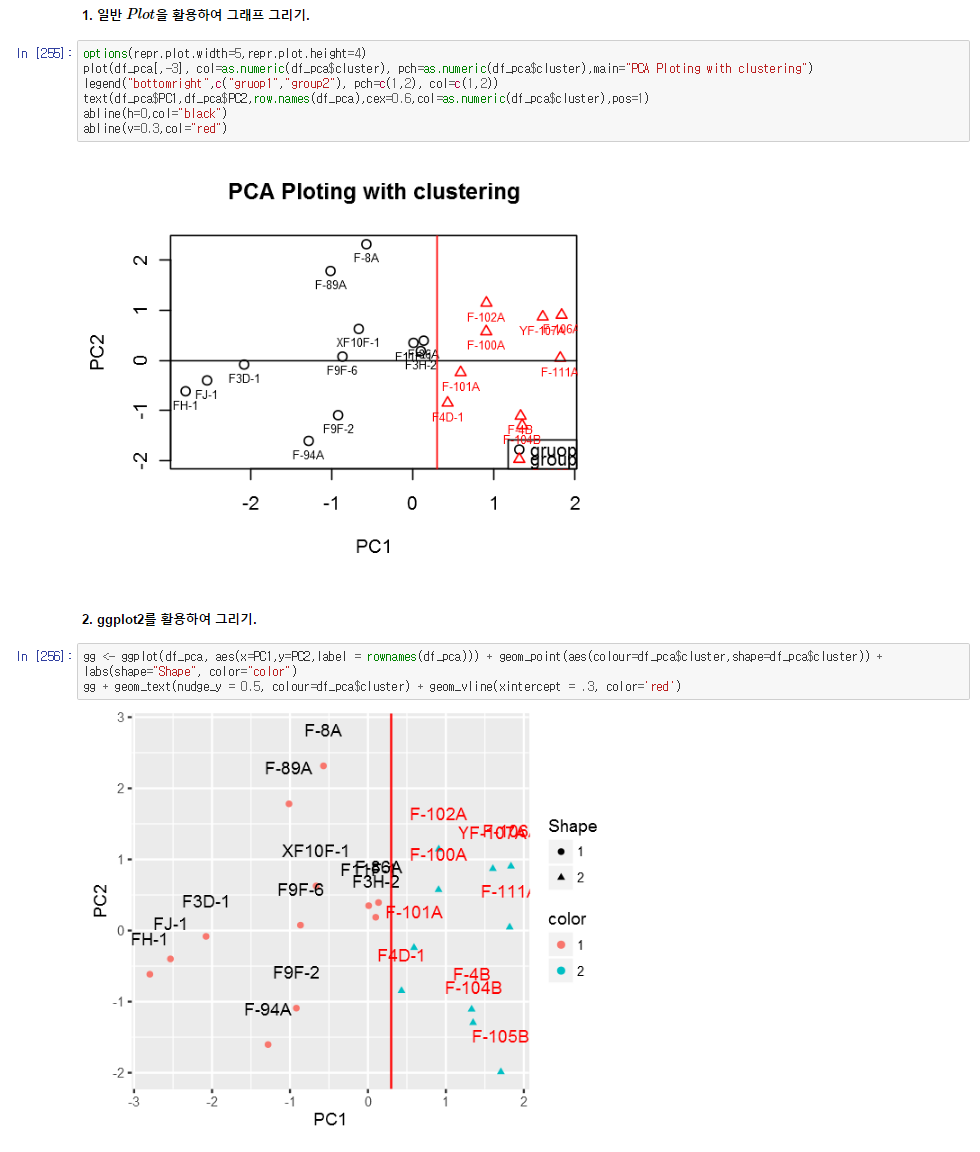 1. 일반 Plot을 활용하여 그래프 그리기.
In [255]:
options(repr.plot.width=5,repr.plot.height=4)
plot(df_pca[,-3], col=as.numeric(df_pca$cluster), pch=as.numeric(df_pca$cluster),main="PCA Ploting with clustering")
legend("bottomright",c("gruop1","group2"), pch=c(1,2), col=c(1,2))
text(df_pca$PC1,df_pca$PC2,row.names(df_pca),cex=0.6,col=as.numeric(df_pca$cluster),pos=1)
abline(h=0,col="black")
abline(v=0.3,col="red")
PCA Ploting with clustering
PC2
2
1
0
-1
-2
F-8A
F-89A
F-102A
XF10F-1
F-100A
F3H-2
F9F-6
F-111A
F3D-1
F-101A
FJ-1
FH-1
F4D-1
F9F-2
F-4B
F-104B
F-94A
gruop
group
-2
-1
0
1
2
PC1
2. ggplot2를 활용하여 그리기.
In [256]:
gg <- ggplot(df_pca, aes(x=PC1,y=PC2,label = rownames(df_pca))) + geom_point(aes(colour=df_pca$cluster,shape=df_pca$cluster)) +
labs(shape="Shape", color="color")
gg + geom_text(nudge_y = 0.5, colour=df_pca$cluster) + geom_vline(xintercept = .3, color='red')
PC2
3
2
1
0
-1
-2
F-8A
F-89A
F-102A
YF-107A
F-106
XF10F-1
F-100A
F-86A
F3H-2
F9F-6
F-111
F3D-1
F-101A
FJ-1
FH-1
F4D-1
F9F-2
F-4B
F-104B
F-94A
F-105B
-3
-2
-1
0
1
2
PC1
Shape
1
2
color
1
2